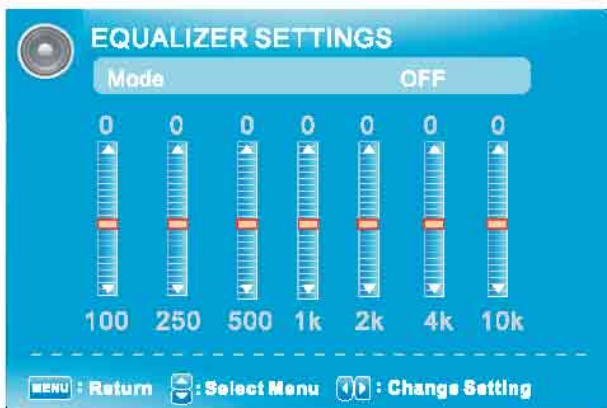 EQUALIZER SETTINGS
Mode OFF
0 0 0 0 0 0 0
100 250 500 1k 2k 4k 10k
MENU : Return : Select Menu : Change Setting